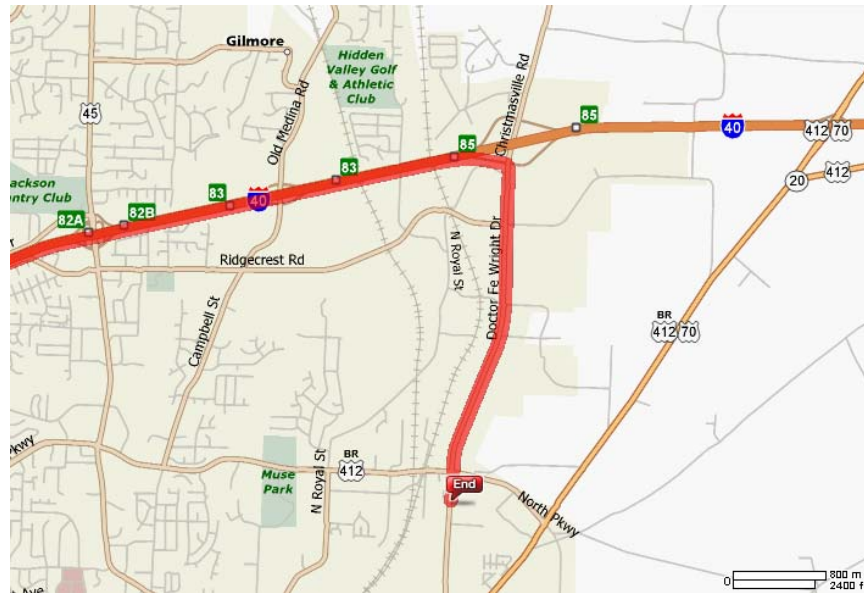 Gilmore
Hidden
Valley Golf
& Athletic
Club
Old Medina Rd
Christmasville Rd
45
85
85
40
412 70
412
20
83
83
40
82B
82A
Country Club
Ridgecrest Rd
N Royal St
Doctor Fe Wright Dr
Campbell St
BR
412 70
Pkwy
BR
412
Muse
Park
N Royal St
End
North Pkwy
0
800 m
2400 f